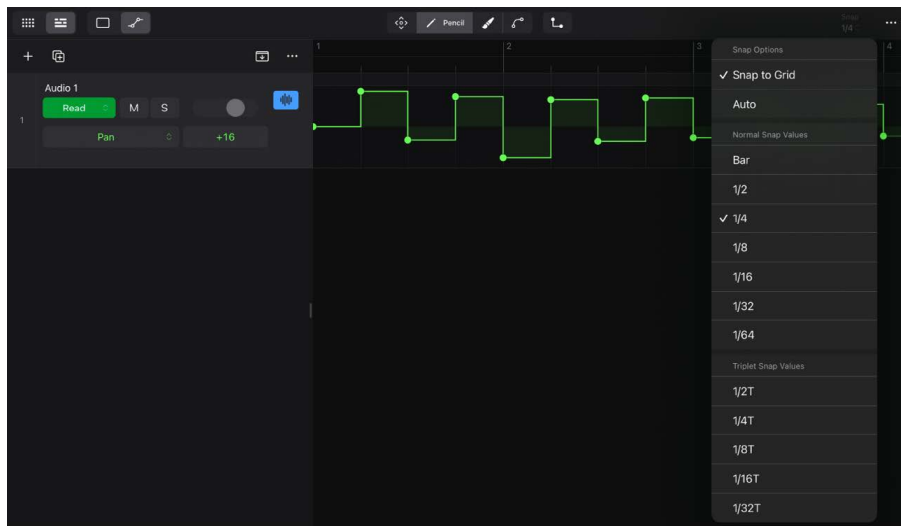 Pencil
Snap
1/4
1
2
3
4
Audio 1
Read
M
S
1
Pan
+16
Snap Options
Snap to Grid
Auto
Normal Snap Values
Bar
1/2
1/4
1/8
1/16
1/32
1/64
Triplet Snap Values
1/2T
1/4T
1/8T
1/16T
1/32T